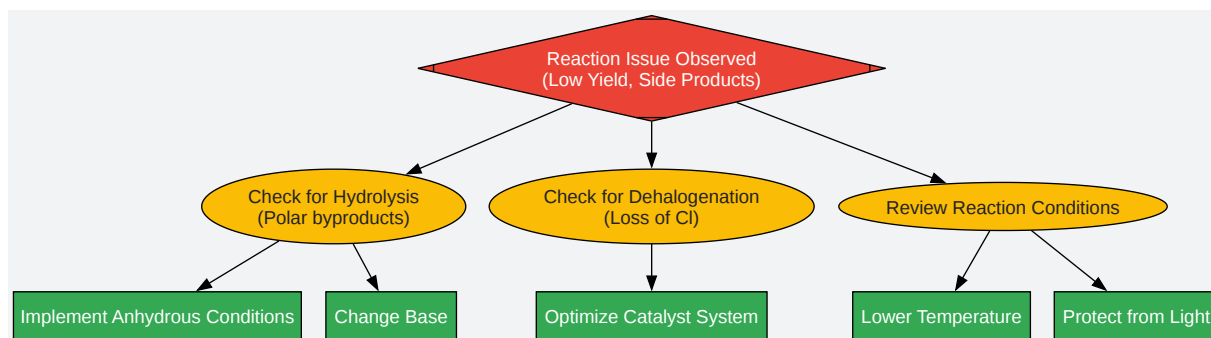 Reaction Issue Observed
(Low Yield, Side Products)
Check for Hydrolysis
(Polar byproducts)
Check for Dehalogenation
(Loss of Cl)
Review Reaction Conditions
Implement Anhydrous Conditions
Change Base
Optimize Catalyst System
Lower Temperature
Protect from Light